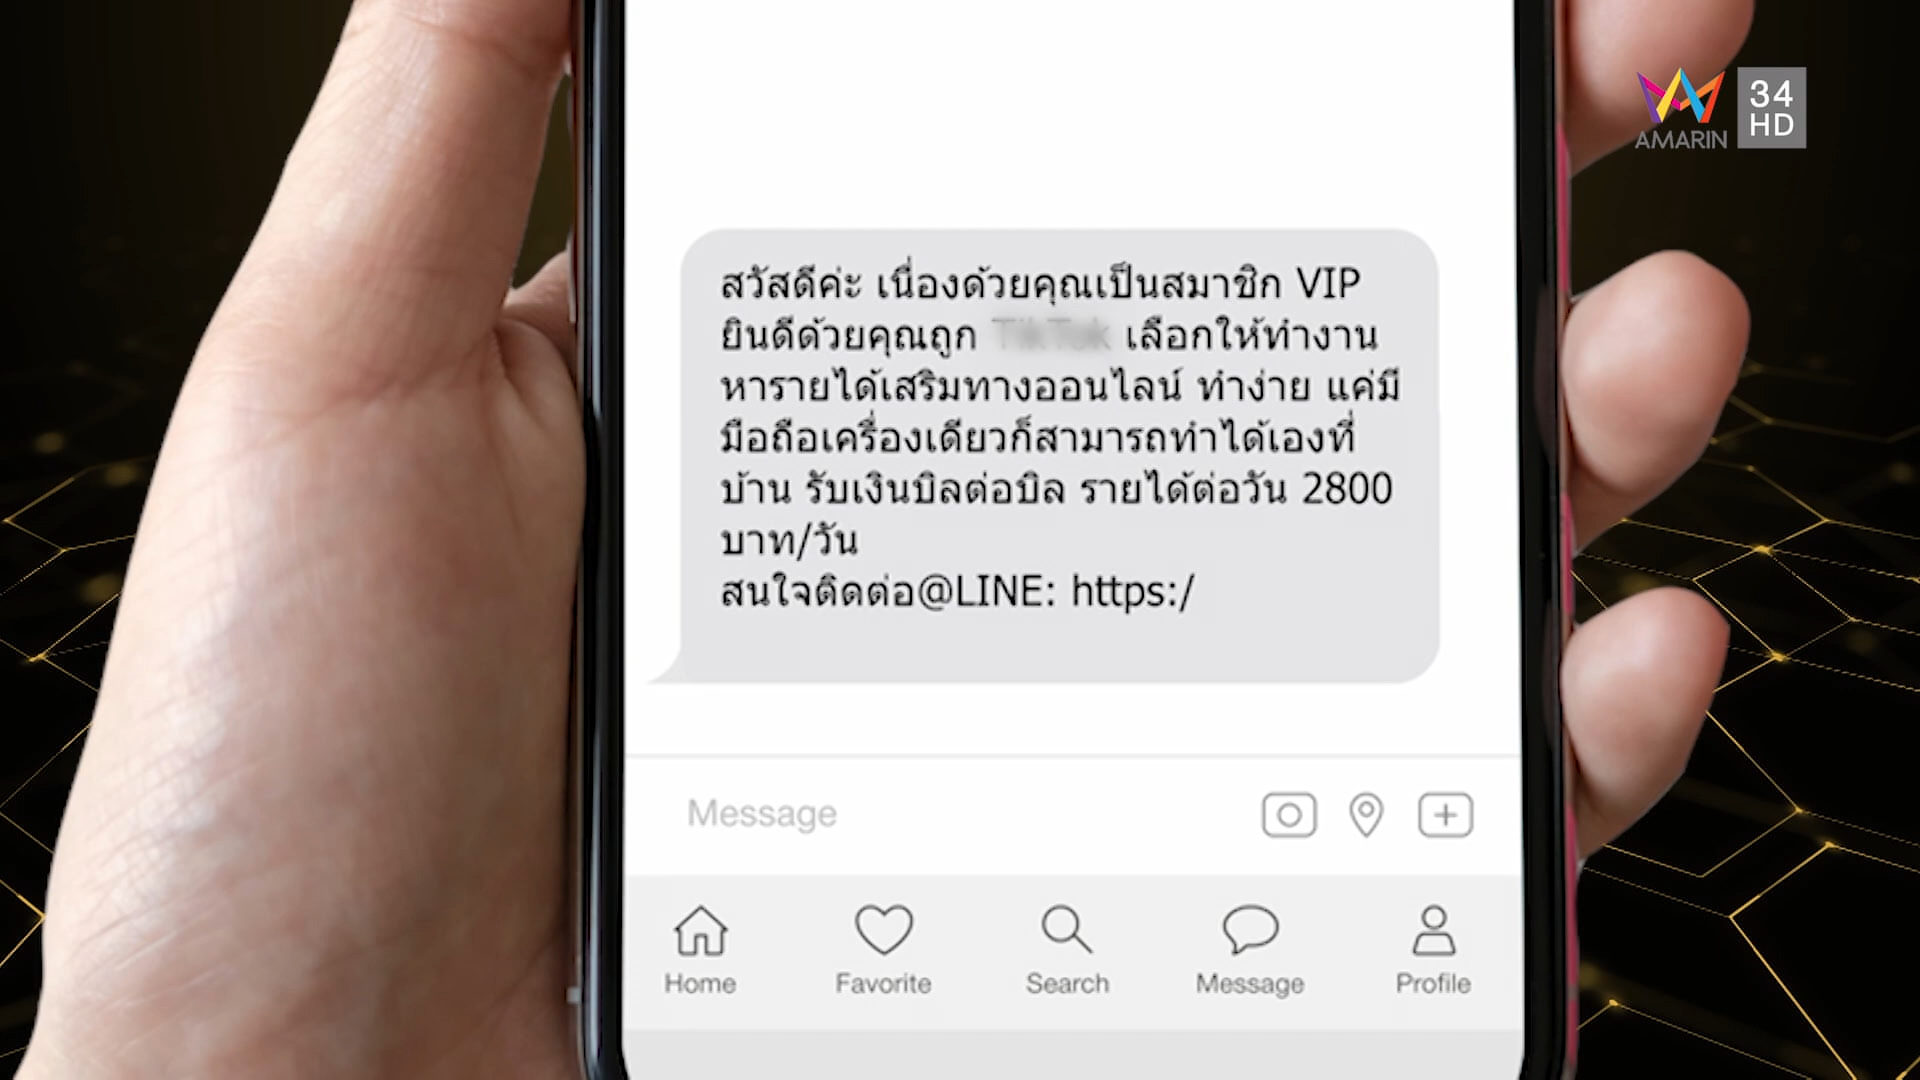 AMARIN
34
HD
สวัสดีค่ะ เนื่องด้วยคุณเป็นสมาชิก VIP
ยินดีด้วยคุณถูก TikTok เลือกให้ทำงาน
หารายได้เสริมทางออนไลน์ ทำง่าย แค่มี
มือถือเครื่องเดียวก็สามารถทำได้เองที่
บ้าน รับเงินบิลต่อบิล รายได้ต่อวัน 2800
บาท/วัน
สนใจติดต่อ@LINE: https:/
Message
Home Favorite Search Message Profile